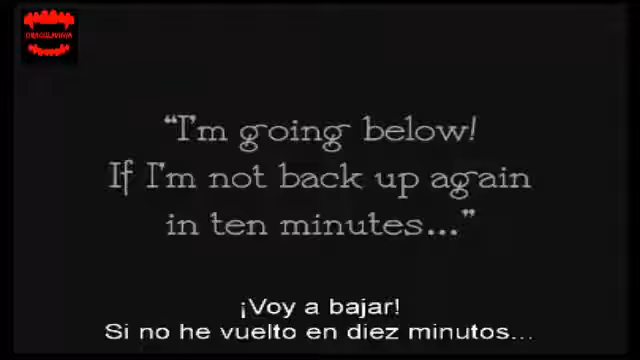 DRACULAVINIA
“I'm going below!
If I'm not back up again
in ten minutes...”
¡Voy a bajar!
Si no he vuelto en diez minutos...